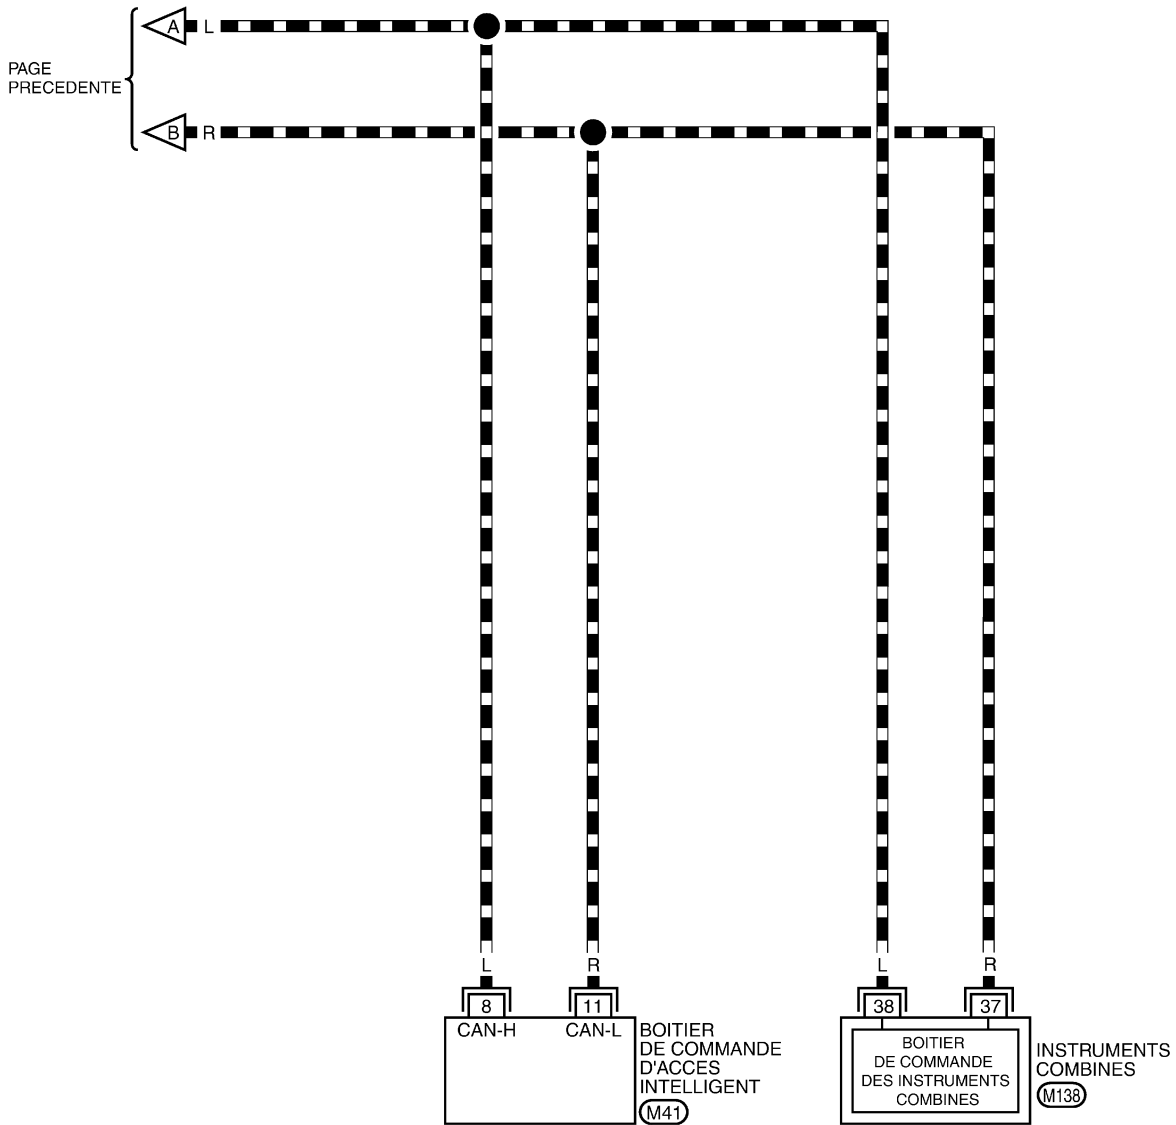 A L
PAGE
PRECEDENTE
B R
L R L R
8 11 38 37
CAN-H CAN-L
BOITIER
DE COMMANDE
D'ACCES
INTELLIGENT
M41
BOITIER
DE COMMANDE
DES INSTRUMENTS
COMBINES
INSTRUMENTS
COMBINES
M138